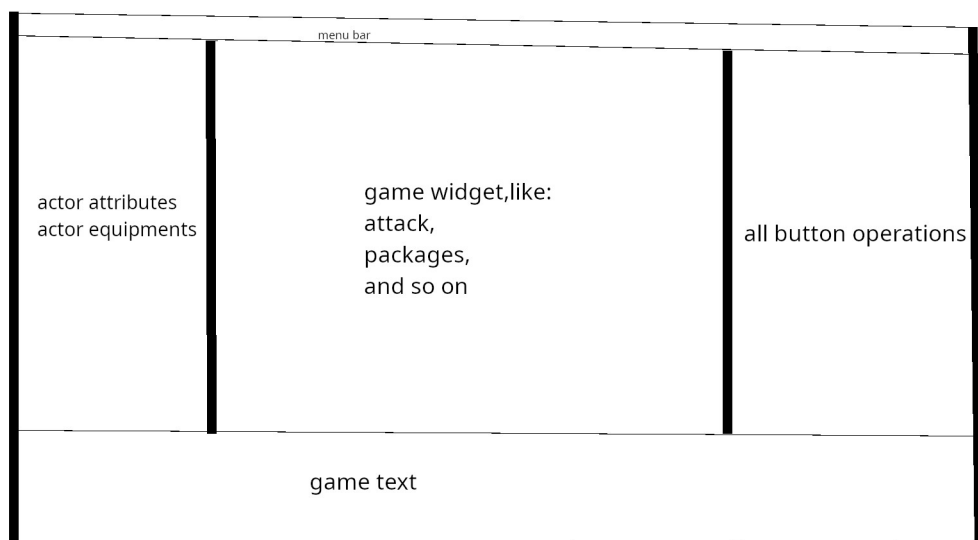 menu bar
actor attributes
actor equipments
game widget,like:
attack,
packages,
and so on
all button operations
game text